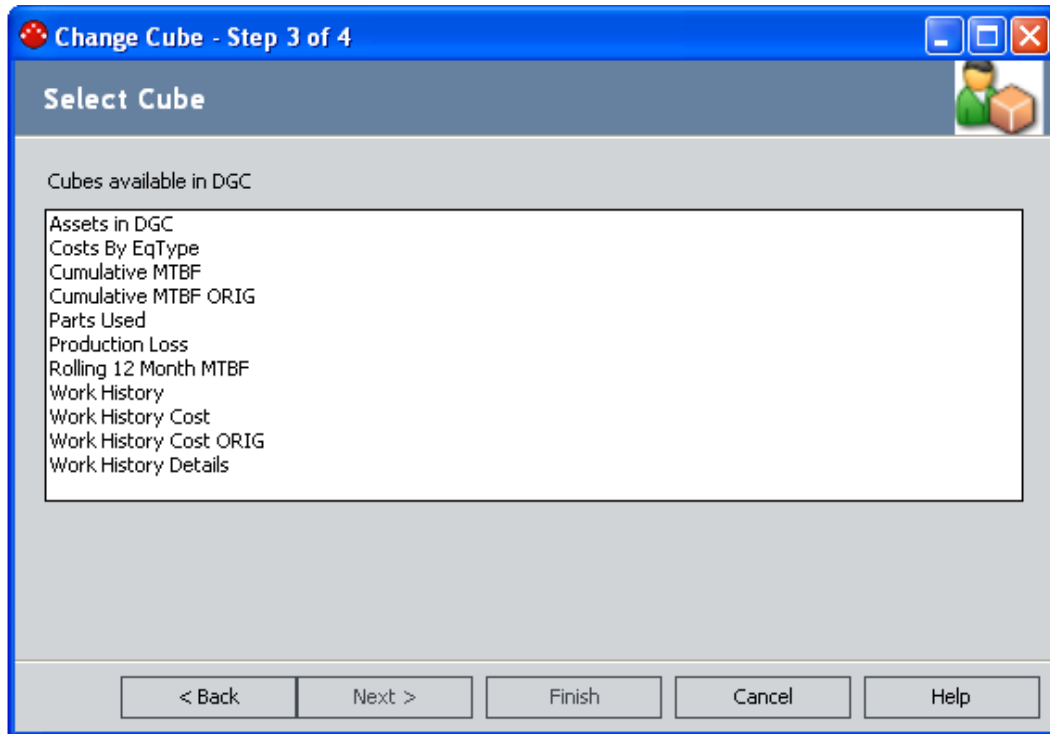 Change Cube - Step 3 of 4
Select Cube
Cubes available in DGC
Assets in DGC
Costs By EqType
Cumulative MTBF
Cumulative MTBF ORIG
Parts Used
Production Loss
Rolling 12 Month MTBF
Work History
Work History Cost
Work History Cost ORIG
Work History Details
< Back Next > Finish Cancel Help